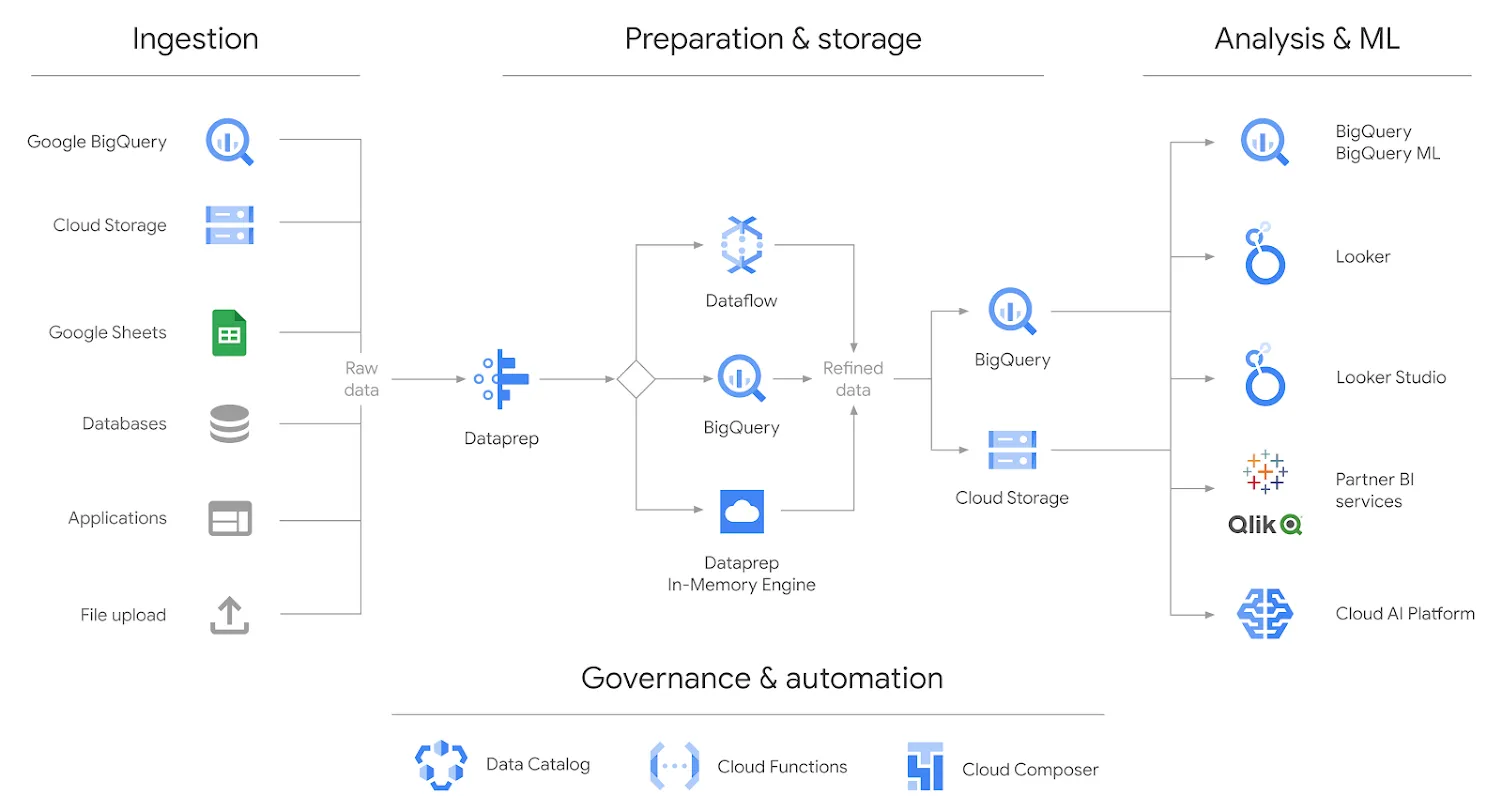 Ingestion
Preparation & storage
Analysis & ML
Google BigQuery
Cloud Storage
Google Sheets
Databases
Applications
File upload
Raw
data
Dataprep
Dataflow
BigQuery
Dataprep
In-Memory Engine
Refined
data
BigQuery
Cloud Storage
BigQuery
BigQuery ML
Looker
Looker Studio
Partner BI
services
Qlik
Cloud AI Platform
Governance & automation
Data Catalog
Cloud Functions
Cloud Composer